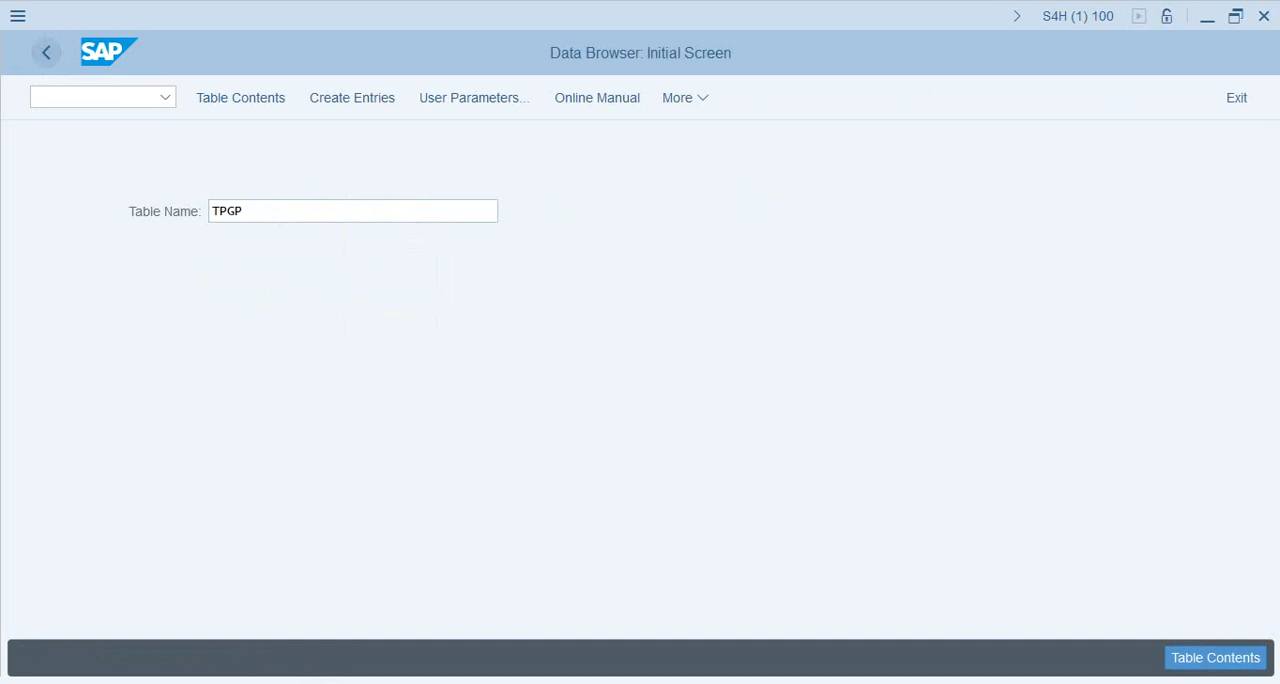 S4H (1) 100
SAP
Data Browser: Initial Screen
Table Contents
Create Entries
User Parameters...
Online Manual
More
Exit
Table Name:
TPGP
Table Contents